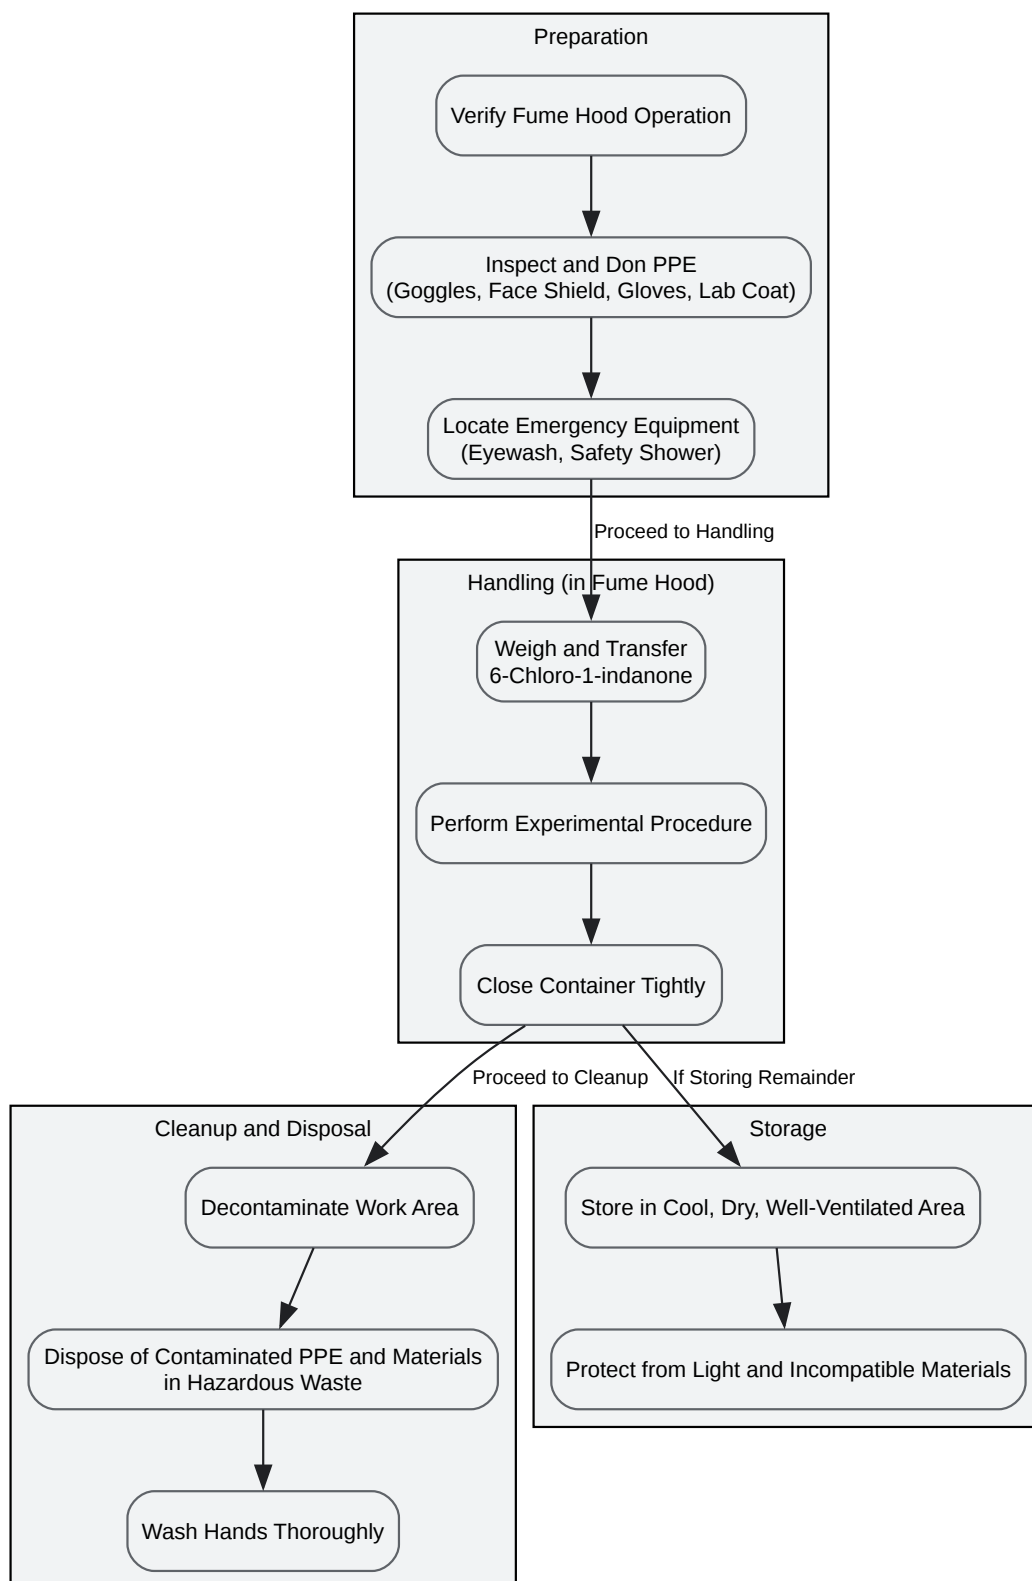 Preparation
Verify Fume Hood Operation
Inspect and Don PPE
(Goggles, Face Shield, Gloves, Lab Coat)
Locate Emergency Equipment
(Eyewash, Safety Shower)
Proceed to Handling
Handling (in Fume Hood)
Weigh and Transfer
6-Chloro-1-indanone
Perform Experimental Procedure
Close Container Tightly
Proceed to Cleanup
If Storing Remainder
Cleanup and Disposal
Decontaminate Work Area
Dispose of Contaminated PPE and Materials
in Hazardous Waste
Wash Hands Thoroughly
Storage
Store in Cool, Dry, Well-Ventilated Area
Protect from Light and Incompatible Materials